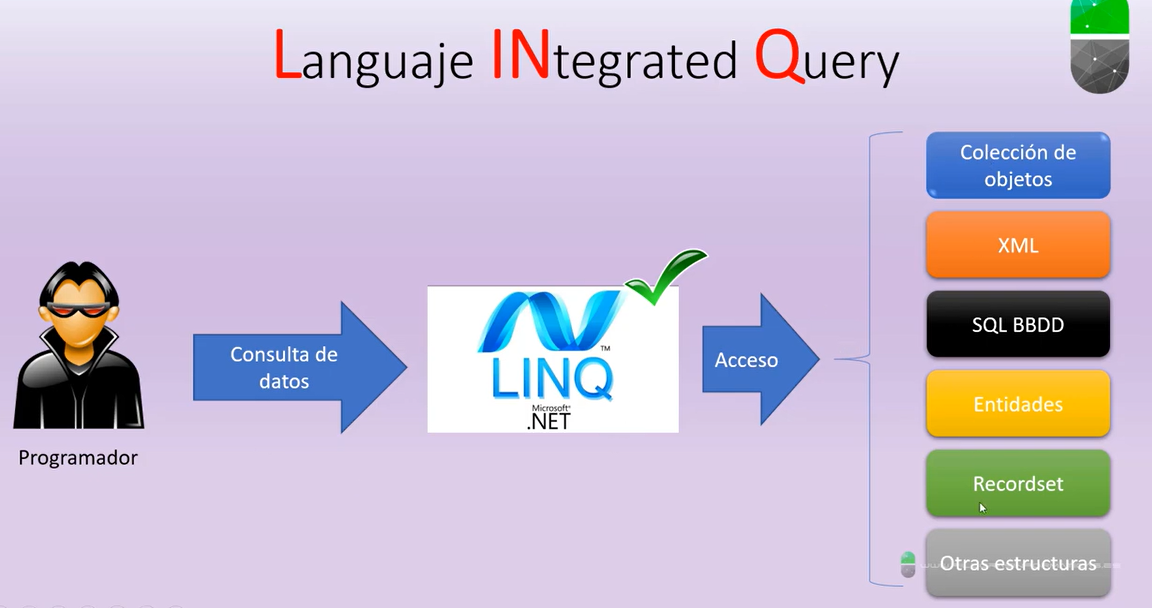 Languaje INtegrated Query
Colección de
objetos
XML
SQL BBDD
Consulta de
datos
TM
LINQ
Microsoft®
.NET
Acceso
Entidades
Programador
Recordset
Otras estructuras